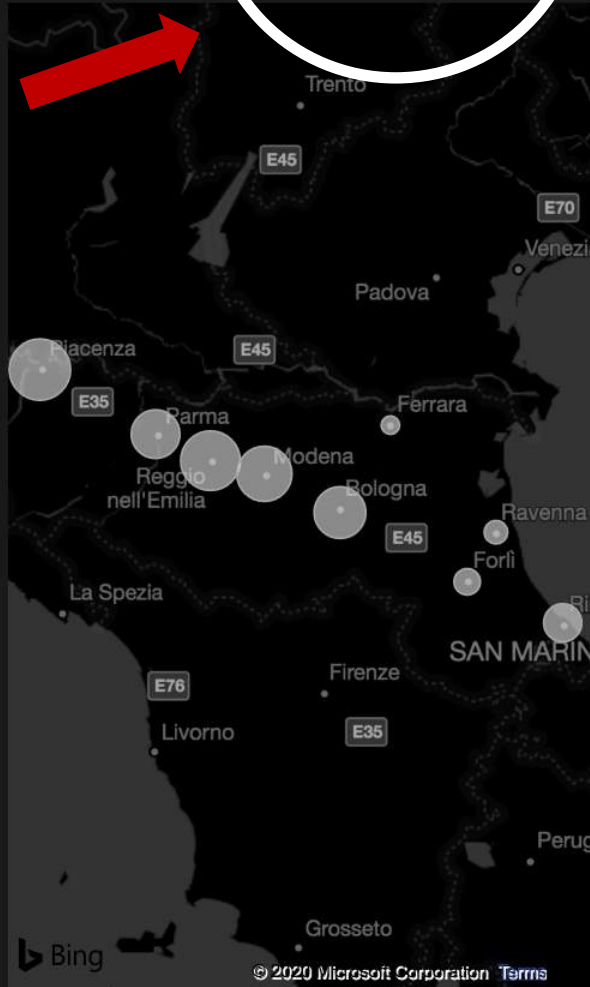 Trento
E45
E70
Venezi
Padova
Piacenza
E45
E35
Ferrara
Parma
Modena
Reggio
nell'Emilia
Bologna
Ravenna
E45
Forlì
La Spezia
Ri
SAN MARIN
Firenze
E76
E35
Livorno
Perug
Grosseto
Bing
© 2020 Microsoft Corporation Terms